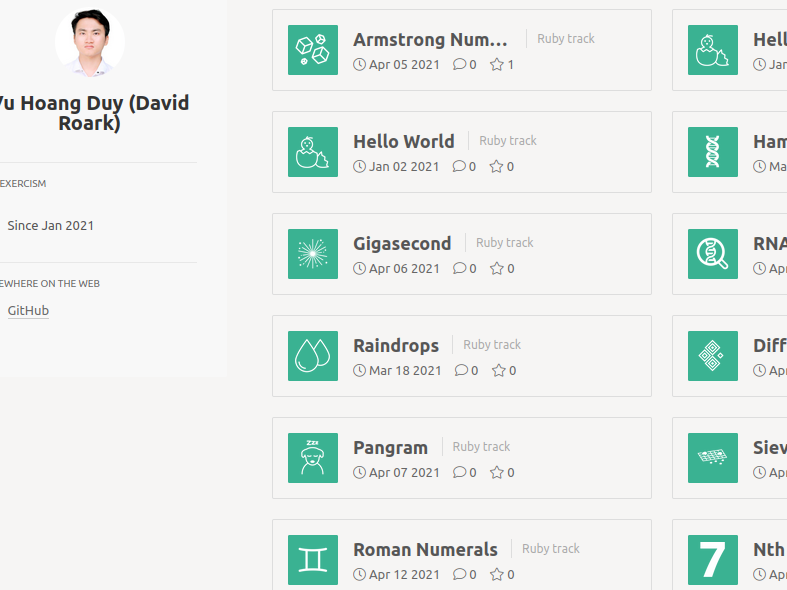 Vu Hoang Duy (David
Roark)
EXERCISM
Since Jan 2021
EWHERE ON THE WEB
GitHub
Armstrong Num... Ruby track
Apr 05 2021 0 1
Hello World Ruby track
Jan 02 2021 0 0
Gigasecond Ruby track
Apr 06 2021 0 0
Raindrops Ruby track
Mar 18 2021 0 0
Pangram Ruby track
Apr 07 2021 0 0
zzz
Roman Numerals Ruby track
Apr 12 2021 0 0
Hell
Jan
Ham
Ma
RNA
Apr
Diff
Apr
Siev
Apr
7
Nth
Apr